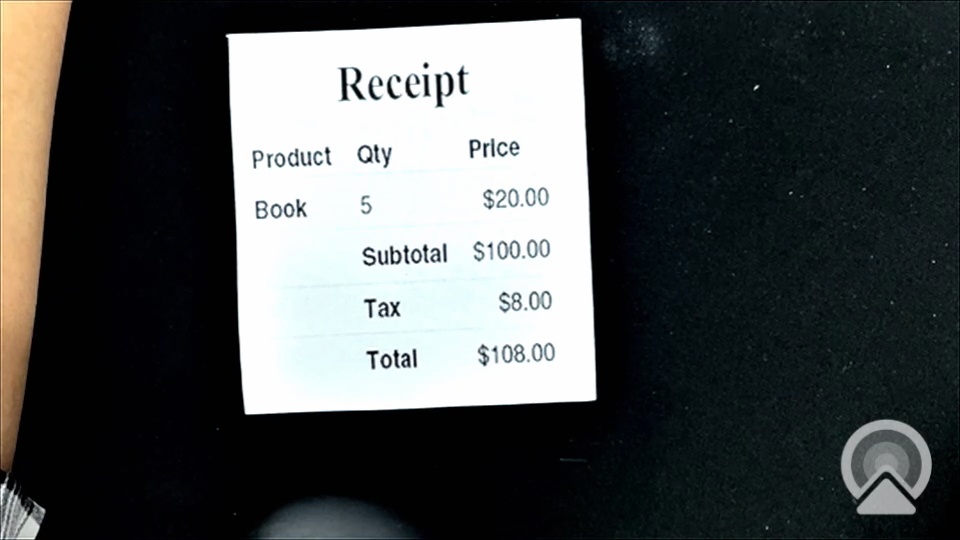 Receipt
Product Qty Price
Book 5 $20.00
Subtotal $100.00
Tax $8.00
Total $108.00